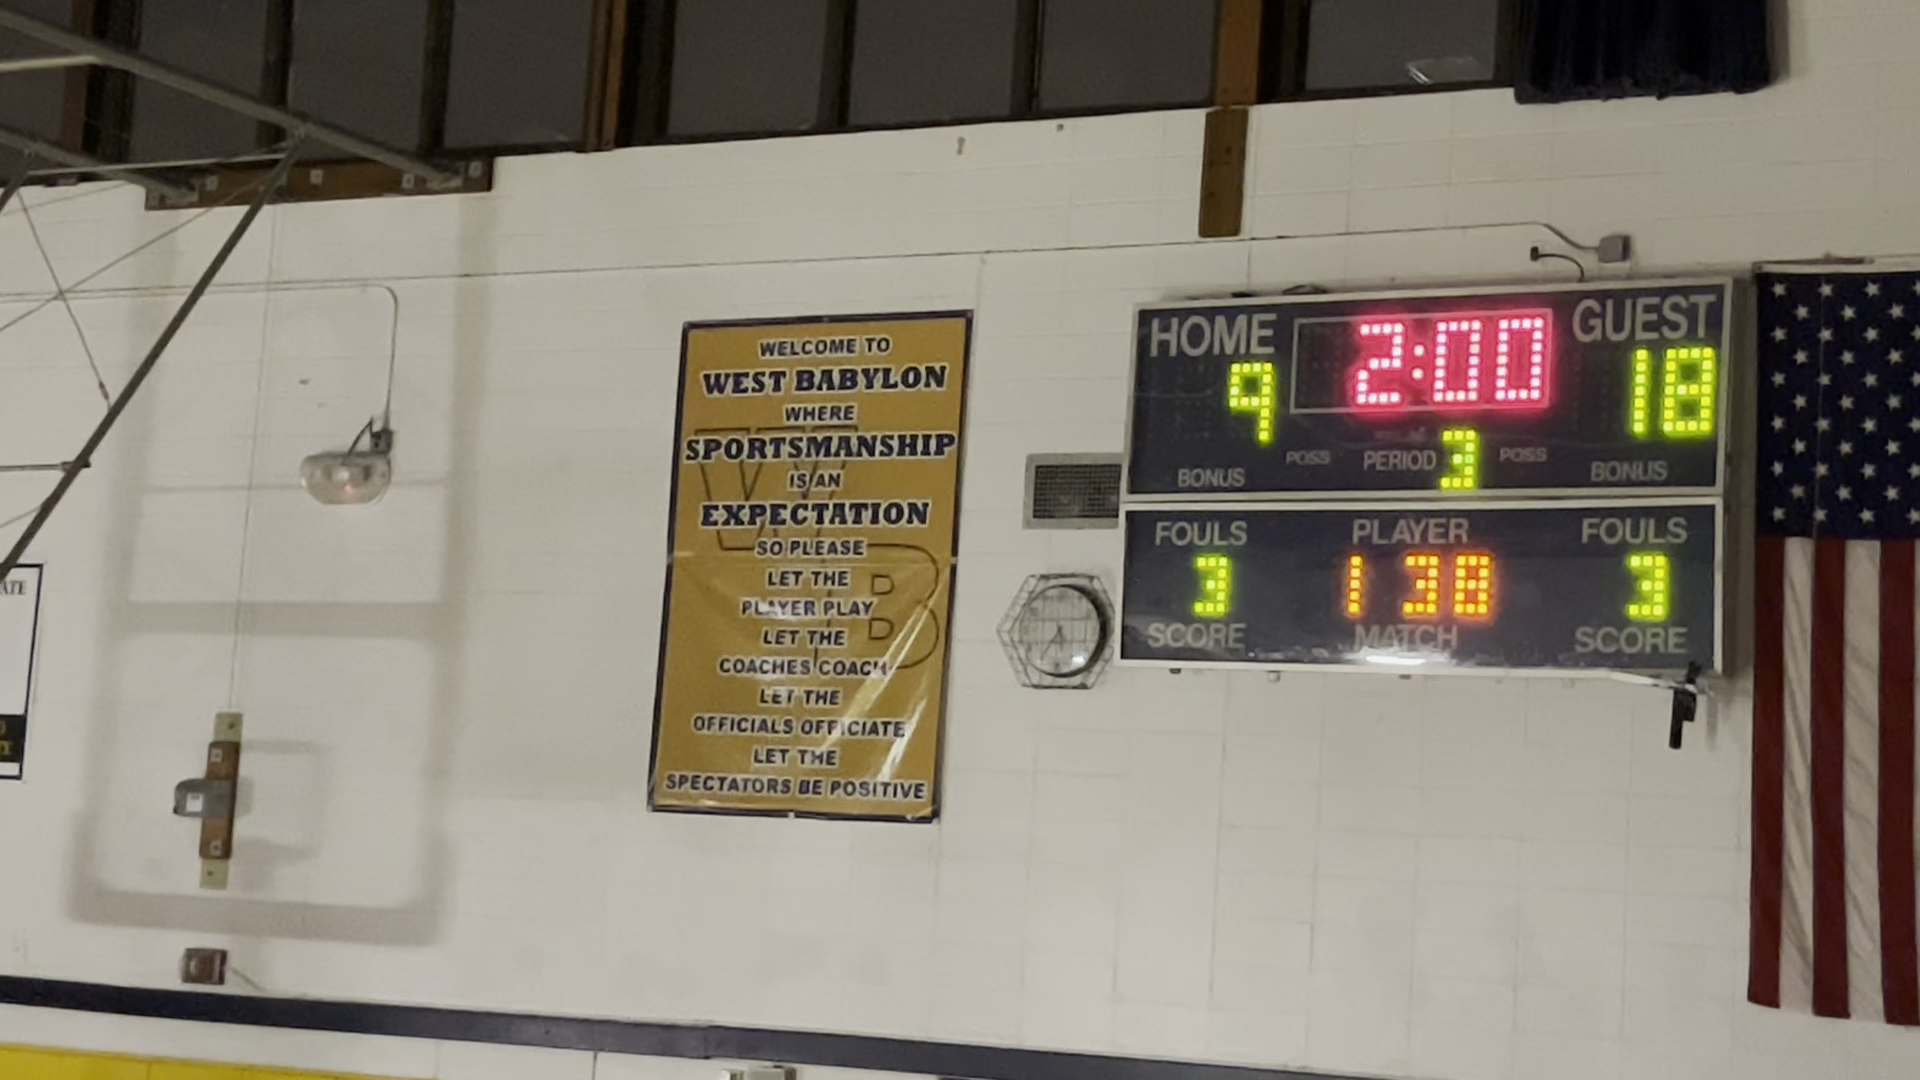 WELCOME TO
WEST BABYLON
WHERE
SPORTSMANSHIP
IS AN
EXPECTATION
SO PLEASE
LET THE
PLAYER PLAY
LET THE
COACHES COACH
LET THE
OFFICIALS OFFICIATE
LET THE
SPECTATORS BE POSITIVE
WB
HOME 2:00 GUEST
9 18
POSS PERIOD 3 POSS
BONUS BONUS
FOULS PLAYER FOULS
3 1 38 3
SCORE MATCH SCORE